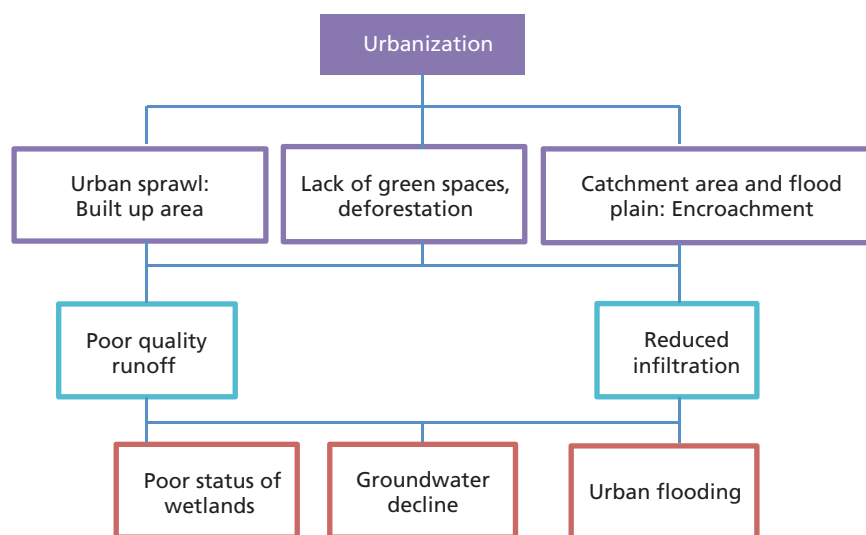 Urbanization
Urban sprawl:
Built up area
Lack of green spaces,
deforestation
Catchment area and flood
plain: Encroachment
Poor quality
runoff
Reduced
infiltration
Poor status of
wetlands
Groundwater
decline
Urban flooding